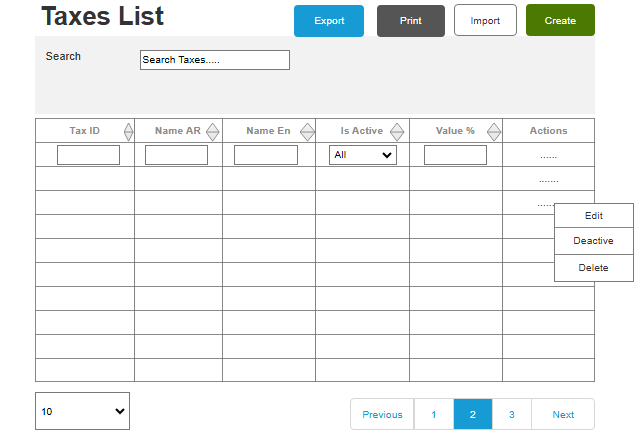 Taxes List
Export Print Import Create
Search Search Taxes.....
Tax ID Name AR Name En Is Active Value % Actions
All ......
.......
......
Edit
Deactive
Delete
10
Previous 1 2 3 Next